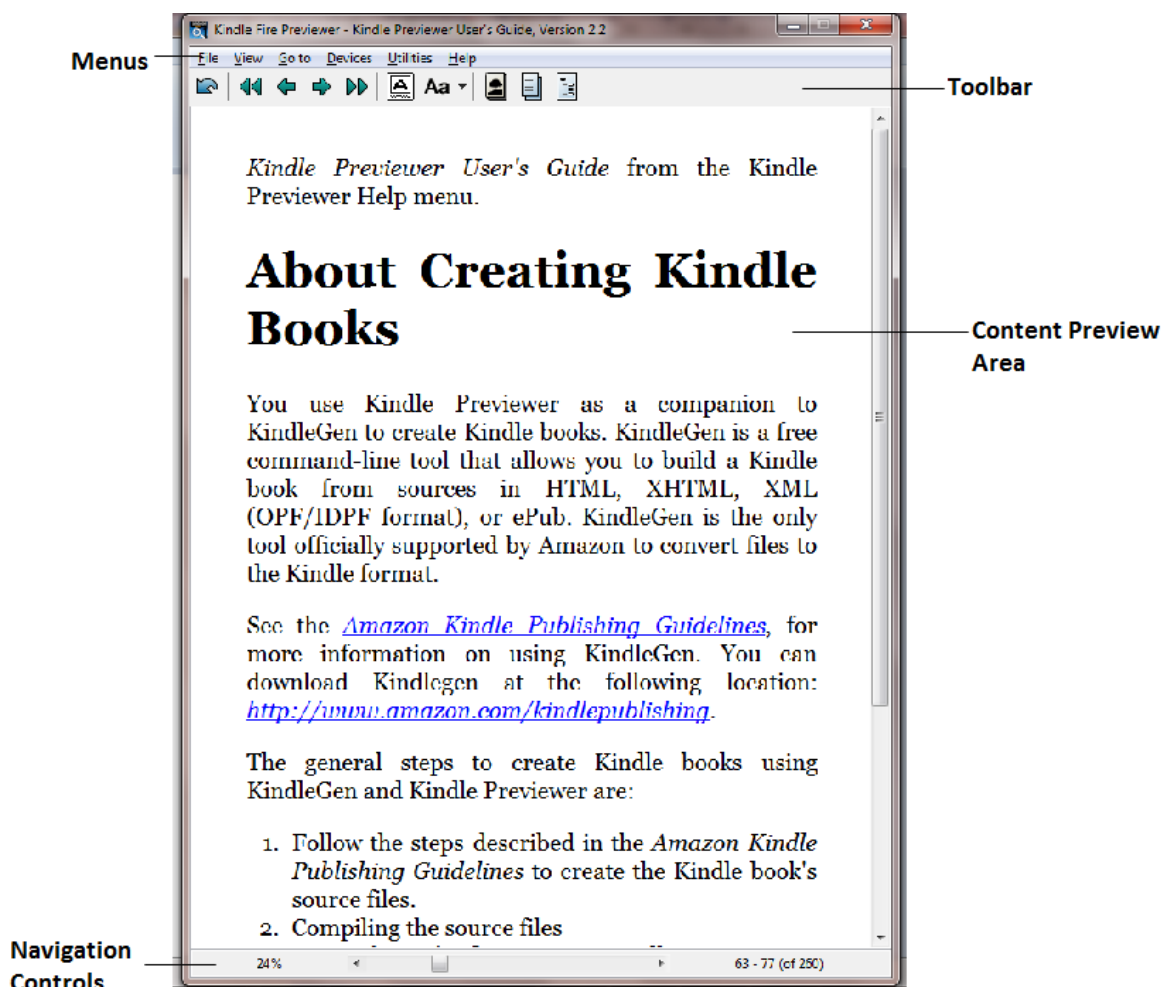 Kindle Fire Previewer - Kindle Previewer User's Guide, Version 2.2
Menus
File View Go to Devices Utilities Help
Aa
Toolbar
Kindle Previewer User's Guide from the Kindle
Previewer Help menu.
About Creating Kindle
Books
Content Preview
Area
You use Kindle Previewer as a companion to
KindleGen to create Kindle books. KindleGen is a free
command-line tool that allows you to build a Kindle
book from sources in HTML, XHTML, XML
(OPF/IDPF format), or ePub. KindleGen is the only
tool officially supported by Amazon to convert files to
the Kindle format.
See the Amazon Kindle Publishing Guidelines, for
more information on using KindleGen. You can
download Kindlegen at the following location:
http://www.amazon.com/kindlepublishing.
The general steps to create Kindle books using
KindleGen and Kindle Previewer are:
1. Follow the steps described in the Amazon Kindle
Publishing Guidelines to create the Kindle book's
source files.
2. Compiling the source files
Navigation
Controls
24%
63 - 77 (of 250)